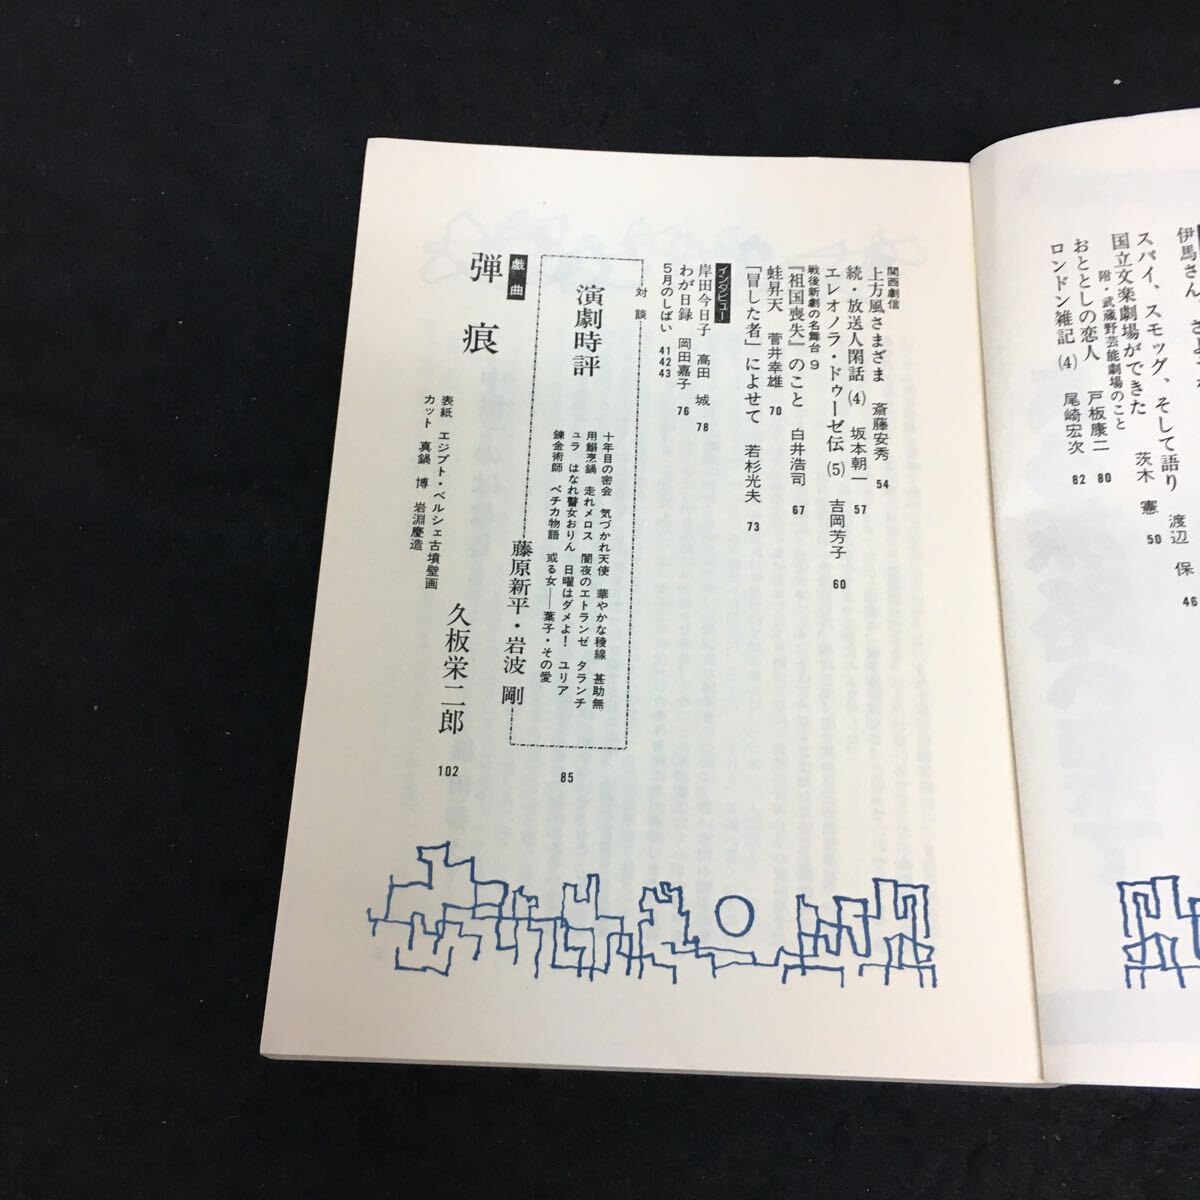 伊馬さん、さよ
スパイ、スモッグ、そして語り 渡辺 保 46
国立文楽劇場ができた 茨木 憲 50
附・武蔵野芸能劇場のこと
おととしの恋人 戸板康二 80
ロンドン雑記(4) 尾崎宏次 82
関西劇信
上方風さまざま 斎藤安秀 54
続・放送人閑話(4) 坂本朝一 57
エレオノラ・ドゥーゼ伝(5) 吉岡芳子 60
戦後新劇の名舞台9
『祖国喪失』のこと 白井浩司 67
蛙昇天 菅井幸雄 70
「冒した者」によせて 若杉光夫 73
インタビュー
岸田今日子 高田 城 78
わが日録 岡田嘉子 76
5月のしばい 41 42 43
対談
演劇時評
十年目の密会 気づかれ天使 華やかな稜線 甚助無
用鰯烹鍋 走れメロス 闇夜のエトランゼ タランチ
ュラ はなれ瞽女おりん 日曜はダメよ! ユリア
錬金術師 ペチカ物語 或る女——葉子・その愛
藤原新平・岩波 剛
85
戯曲
弾痕
久板栄二郎
102
表紙 エジプト・ベルシェ古墳壁画
カット 真鍋 博 岩淵慶造